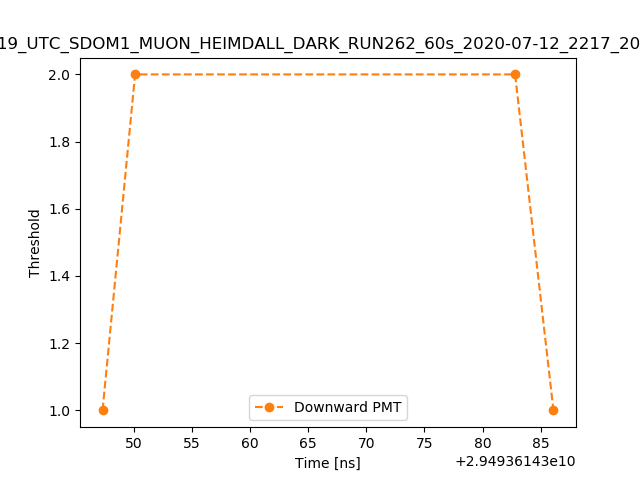 19_UTC_SDOM1_MUON_HEIMDALL_DARK_RUN262_60s_2020-07-12_2217_20
2.0
1.8
1.6
1.4
1.2
1.0
Threshold
Downward PMT
50 55 60 65 70 75 80 85
Time [ns]
+2.94936143e10